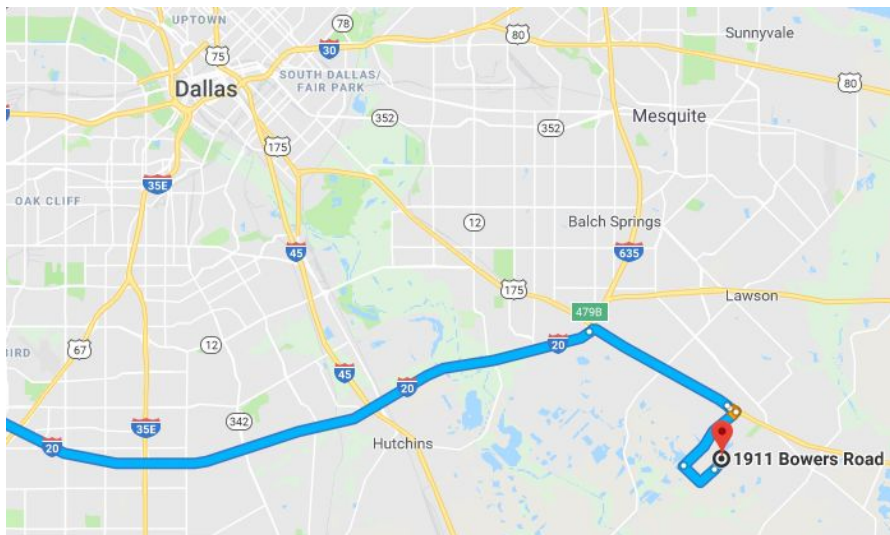 UPTOWN
78
75
30
80
Sunnyvale
SOUTH DALLAS/
FAIR PARK
Dallas
80
352
352
Mesquite
175
35E
OAK CLIFF
12
Balch Springs
45
635
175
Lawson
479B
12
20
BIRD
67
45
20
342
35E
20
Hutchins
1911 Bowers Road